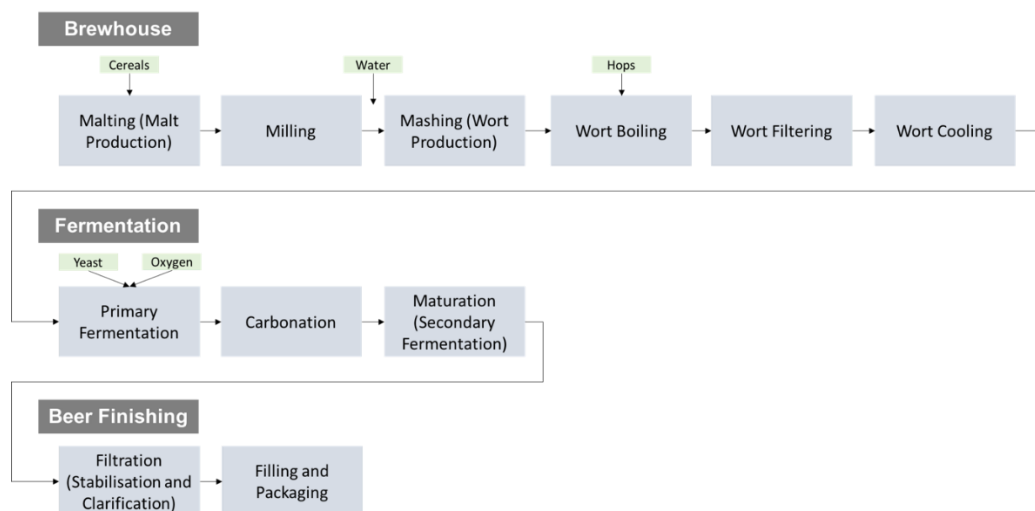 Brewhouse
Cereals
Water
Hops
Malting (Malt
Production)
Milling
Mashing (Wort
Production)
Wort Boiling
Wort Filtering
Wort Cooling
Fermentation
Yeast
Oxygen
Primary
Fermentation
Carbonation
Maturation
(Secondary
Fermentation)
Beer Finishing
Filtration
(Stabilisation and
Clarification)
Filling and
Packaging